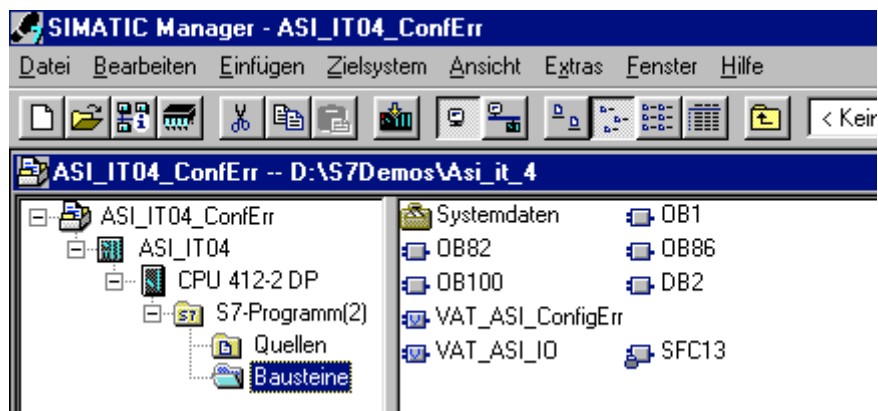 SIMATIC Manager - ASI_IT04_ConfErr
Datei Bearbeiten Einfügen Zielsystem Ansicht Extras Fenster Hilfe
< Kein
ASI_IT04_ConfErr -- D:\S7Demos\Asi_it_4
ASI_IT04_ConfErr
ASI_IT04
CPU 412-2 DP
S7-Programm(2)
Quellen
Bausteine
Systemdaten OB1
OB82 OB86
OB100 DB2
VAT_ASI_ConfigErr
VAT_ASI_IO SFC13